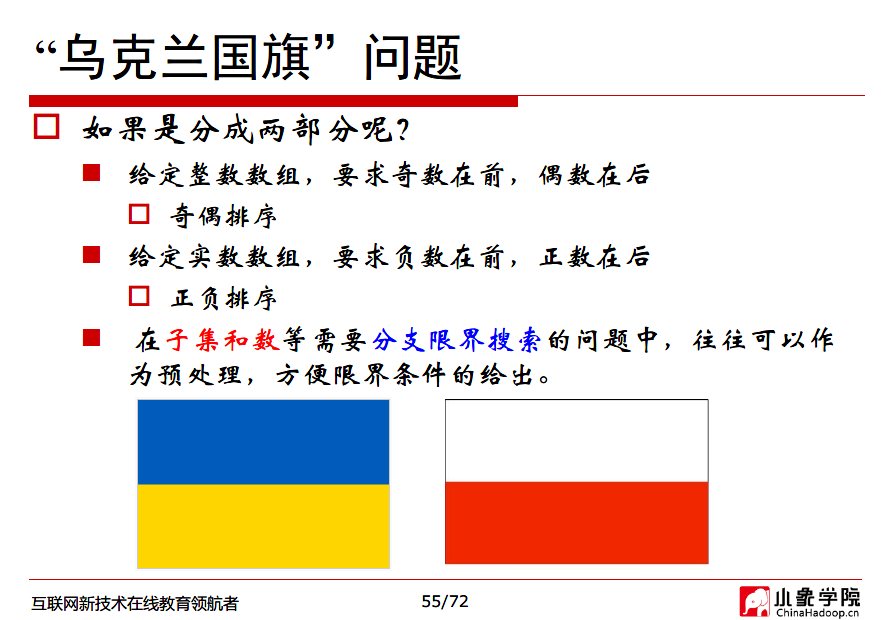 “乌克兰国旗”问题
如果是分成两部分呢?
给定整数数组，要求奇数在前，偶数在后
奇偶排序
给定实数数组，要求负数在前，正数在后
正负排序
在子集和数等需要分支限界搜索的问题中，往往可以作
为预处理，方便限界条件的给出。
互联网新技术在线教育领航者
55/72
小象学院
ChinaHadoop.cn